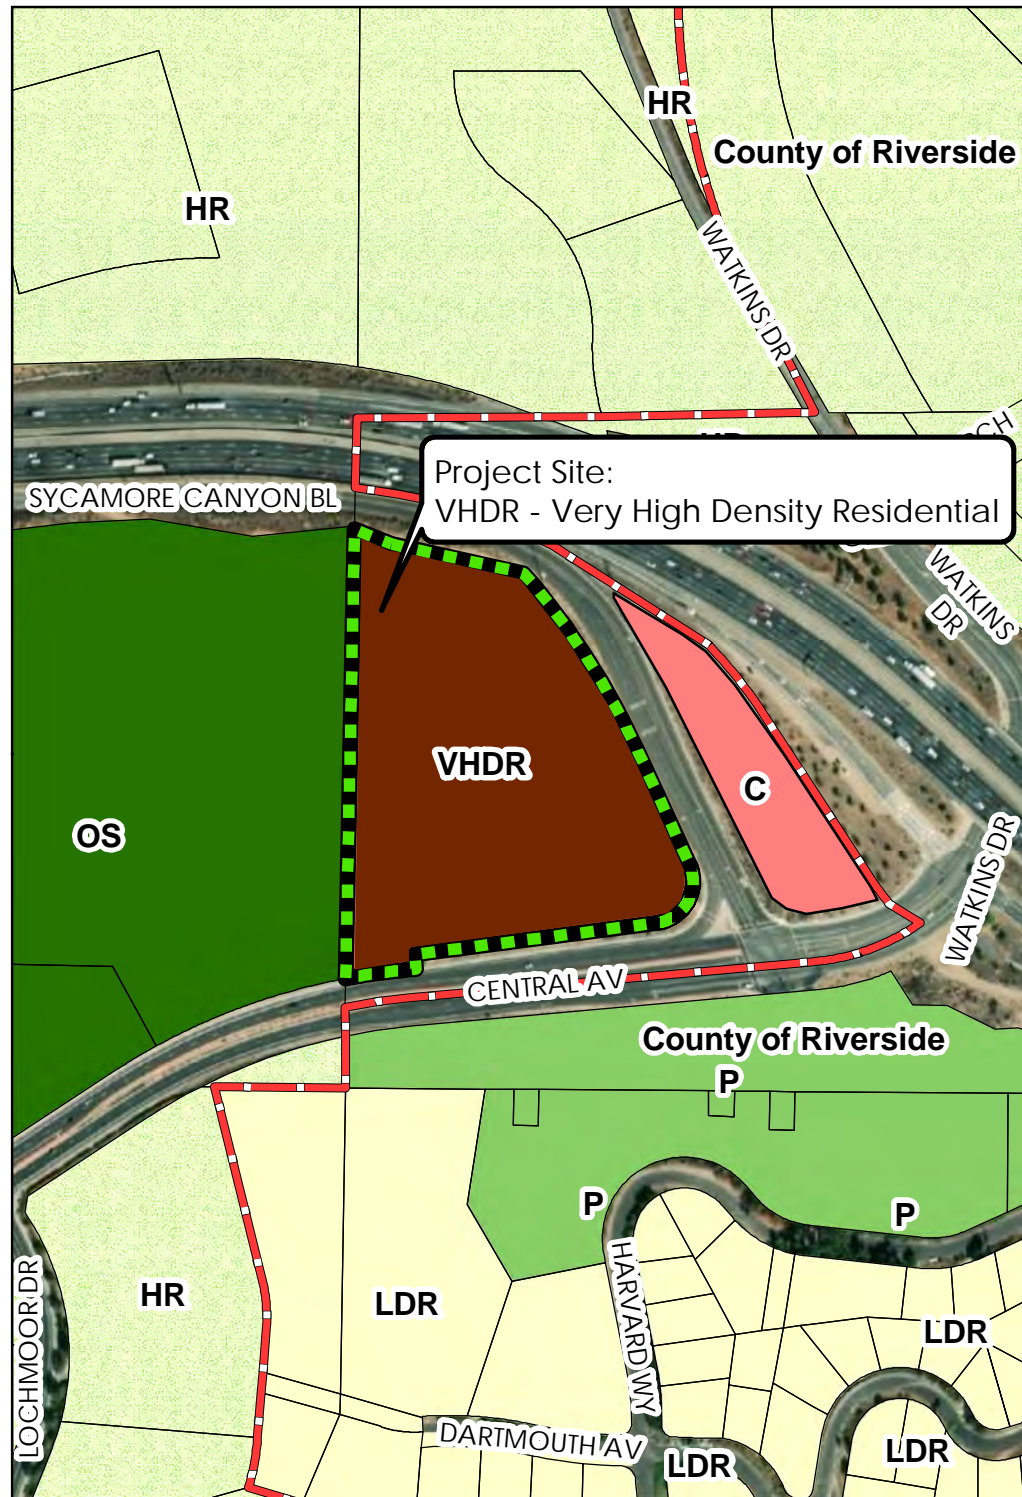 HR
County of Riverside
HR
WATKINS DR
Project Site:
VHDR - Very High Density Residential
SYCAMORE CANYON BL
WATKINS
DR
VHDR
C
OS
WATKINS DR
CENTRAL AV
County of Riverside
P
P
P
HARVARD WY
LOCHMOOR DR
HR
LDR
LDR
DARTMOUTH AV
LDR
LDR